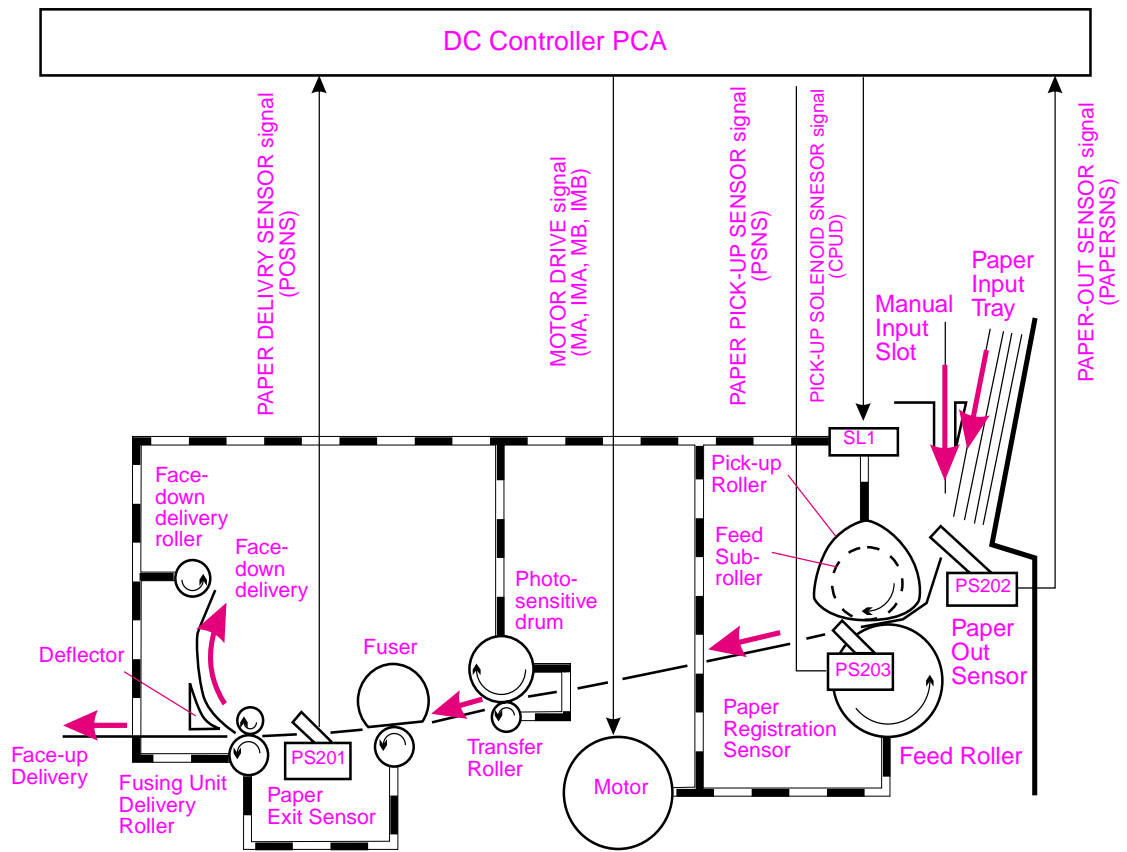 DC Controller PCA
PAPER DELIVRY SENSOR signal
(POSNS)
MOTOR DRIVE signal
(MA, IMA, MB, IMB)
PAPER PICK-UP SENSOR signal
(PSNS)
PICK-UP SOLENOID SNESOR signal
(CPUD)
PAPER-OUT SENSOR signal
(PAPERSNS)
Paper
Input
Tray
Manual
Input
Slot
SL1
Pick-up
Roller
Feed
Sub-
roller
PS202
Paper
Out
Sensor
PS203
Paper
Registration
Sensor
Feed Roller
Face-
down
delivery
roller
Face-
down
delivery
Photo-
sensitive
drum
Fuser
Deflector
Transfer
Roller
Motor
PS201
Paper
Exit Sensor
Face-up
Delivery
Fusing Unit
Delivery
Roller